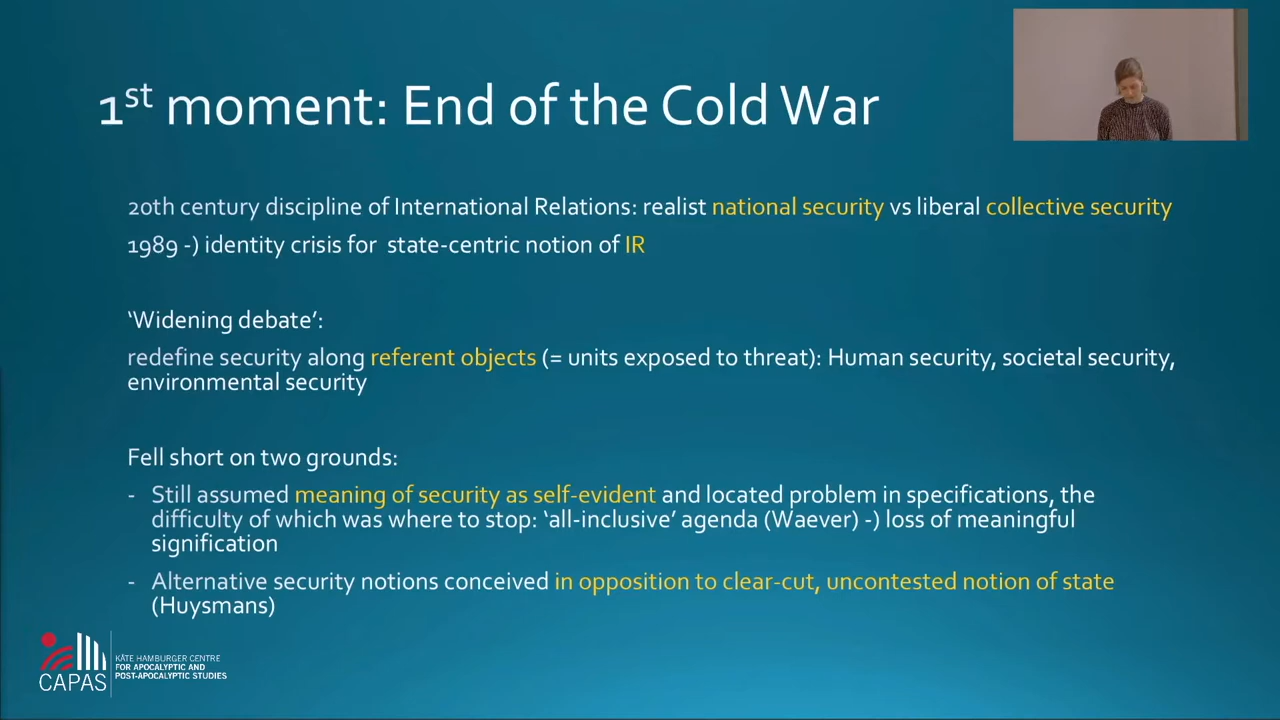 1st moment: End of the Cold War
20th century discipline of International Relations: realist national security vs liberal collective security
1989 -) identity crisis for state-centric notion of IR
‘Widening debate’:
redefine security along referent objects (= units exposed to threat): Human security, societal security,
environmental security
Fell short on two grounds:
- Still assumed meaning of security as self-evident and located problem in specifications, the
difficulty of which was where to stop: ‘all-inclusive’ agenda (Waever) -) loss of meaningful
signification
- Alternative security notions conceived in opposition to clear-cut, uncontested notion of state
(Huysmans)
CAPAS
KÄTE HAMBURGER CENTRE
FOR APOCALYPTIC AND
POST-APOCALYPTIC STUDIES